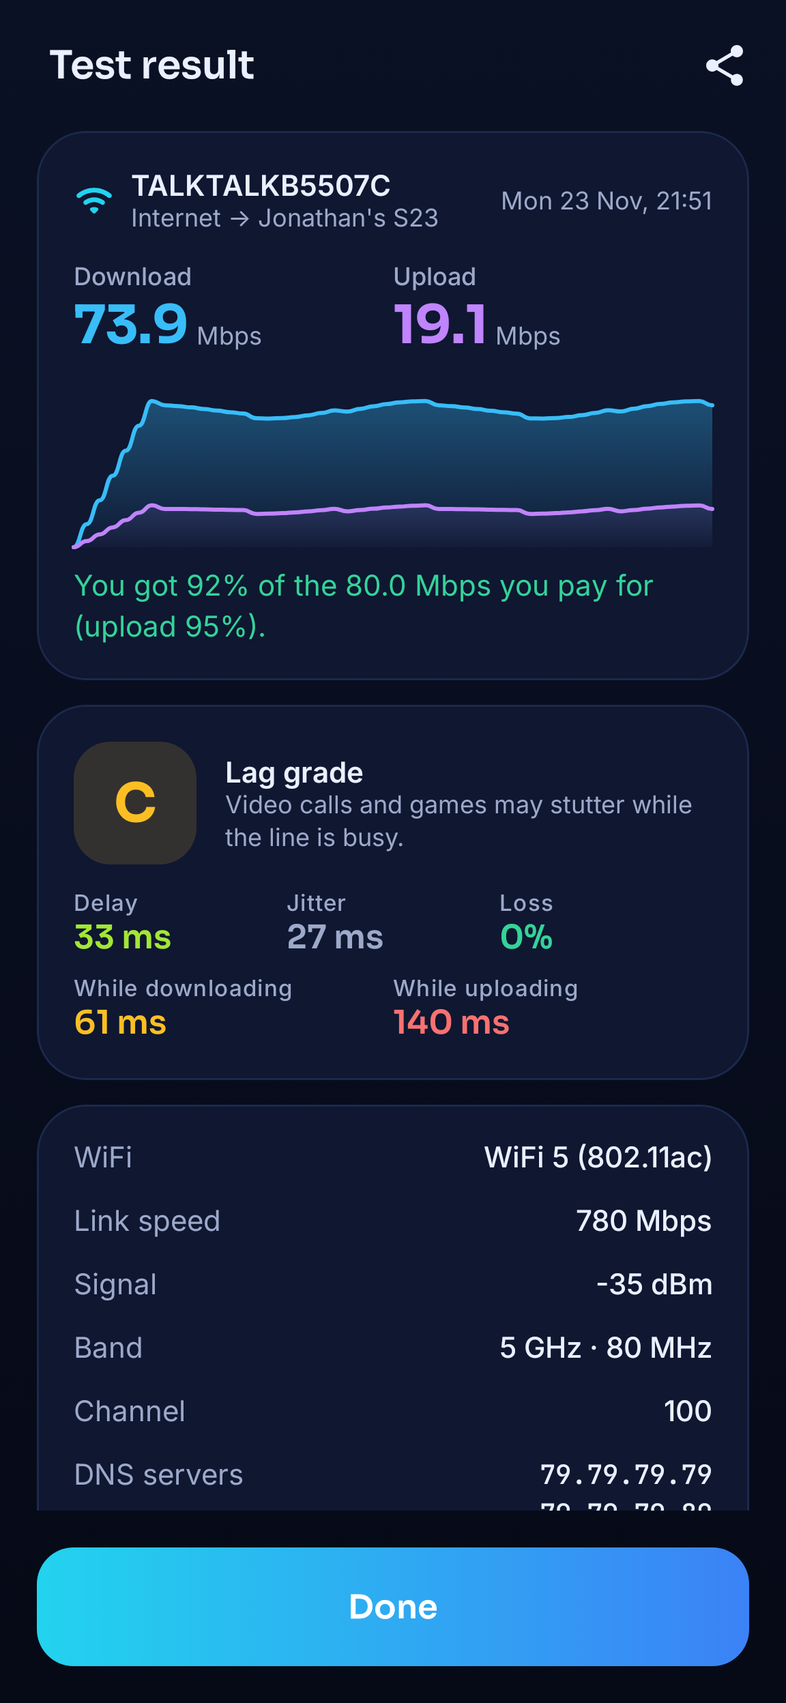 Test result
TALKTALKB5507C
Internet → Jonathan's S23
Mon 23 Nov, 21:51
Download
Upload
73.9 Mbps
19.1 Mbps
You got 92% of the 80.0 Mbps you pay for
(upload 95%).
C
Lag grade
Video calls and games may stutter while
the line is busy.
Delay
Jitter
Loss
33 ms
27 ms
0%
While downloading
While uploading
61 ms
140 ms
WiFi
WiFi 5 (802.11ac)
Link speed
780 Mbps
Signal
-35 dBm
Band
5 GHz · 80 MHz
Channel
100
DNS servers
79.79.79.79
Done